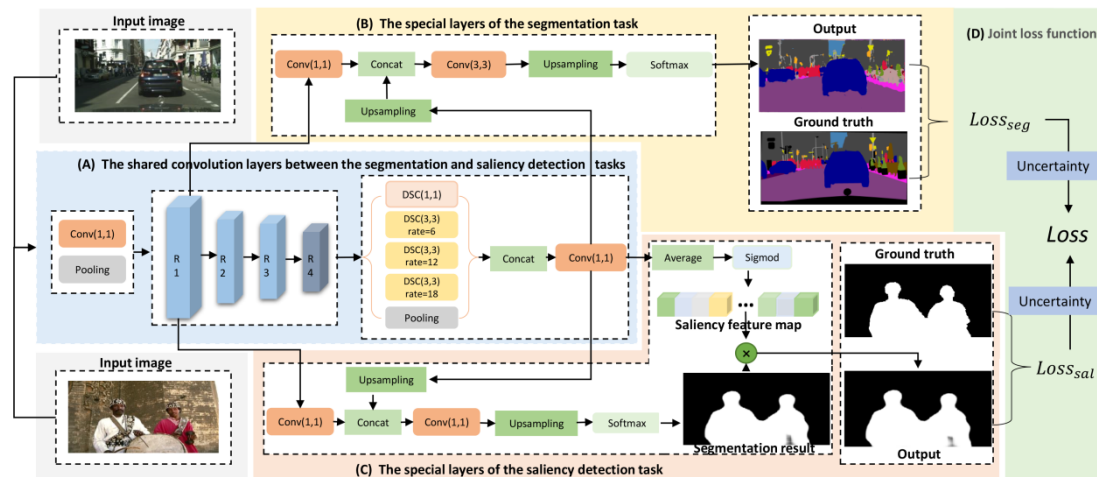 Input image
(B) The special layers of the segmentation task
Conv(1,1)
Concat
Conv(3,3)
Upsampling
Softmax
Upsampling
Output
Ground truth
(D) Joint loss function
Loss_seg
Uncertainty
Loss
Uncertainty
Loss_sal
(A) The shared convolution layers between the segmentation and saliency detection tasks
Conv(1,1)
Pooling
R
1
R
2
R
3
R
4
DSC(1,1)
DSC(3,3)
rate=6
DSC(3,3)
rate=12
DSC(3,3)
rate=18
Pooling
Concat
Conv(1,1)
Average
Sigmod
•••
Saliency feature map
×
Ground truth
Input image
Upsampling
Conv(1,1)
Concat
Conv(1,1)
Upsampling
Softmax
Segmentation result
Output
(C) The special layers of the saliency detection task